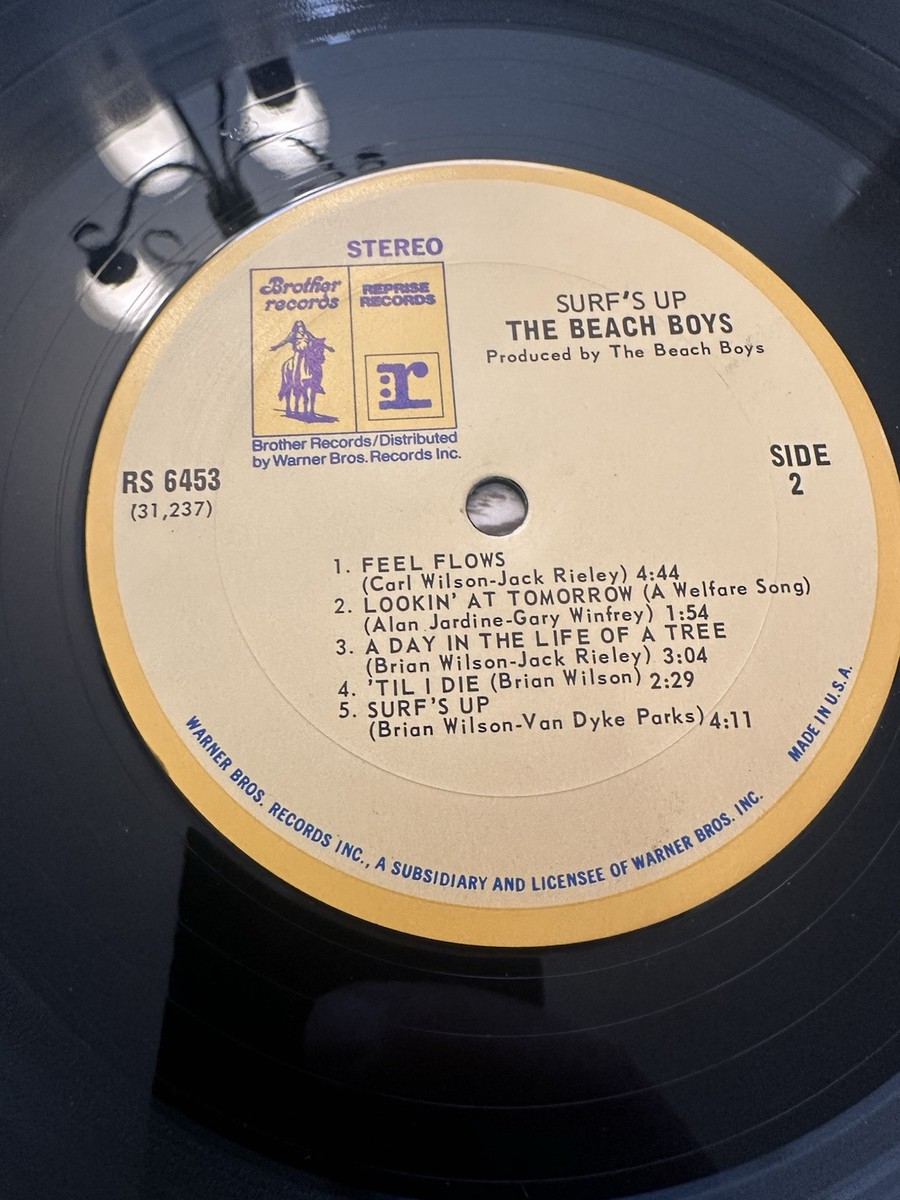 STEREO
Brother
records
REPRISE
RECORDS
r
Brother Records/Distributed
by Warner Bros. Records Inc.
SURF'S UP
THE BEACH BOYS
Produced by The Beach Boys
RS 6453
(31,237)
SIDE
2
1. FEEL FLOWS
(Carl Wilson-Jack Rieley) 4:44
2. LOOKIN' AT TOMORROW (A Welfare Song)
(Alan Jardine-Gary Winfrey) 1:54
3. A DAY IN THE LIFE OF A TREE
(Brian Wilson-Jack Rieley) 3:04
4. 'TIL I DIE (Brian Wilson) 2:29
5. SURF'S UP
(Brian Wilson-Van Dyke Parks) 4:11
WARNER BROS. RECORDS INC., A SUBSIDIARY AND LICENSEE OF WARNER BROS. INC.
MADE IN U.S.A.